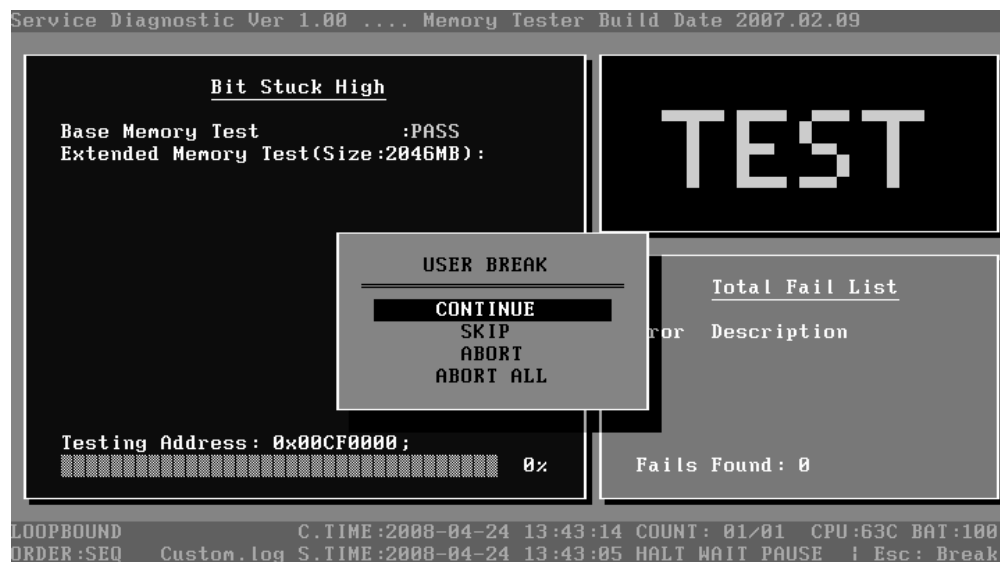 Service Diagnostic Ver 1.00 .... Memory Tester Build Date 2007.02.09
Bit Stuck High
Base Memory Test :PASS
Extended Memory Test(Size:2046MB):
TEST
USER BREAK
CONTINUE
SKIP
ABORT
ABORT ALL
Total Fail List
ror Description
Testing Address: 0x00CF0000;
0%
Fails Found: 0
LOOPBOUND C.TIME:2008-04-24 13:43:14 COUNT: 01/01 CPU:63C BAT:100
ORDER:SEQ Custom.log S.TIME:2008-04-24 13:43:05 HALT WAIT PAUSE ¦ Esc: Break